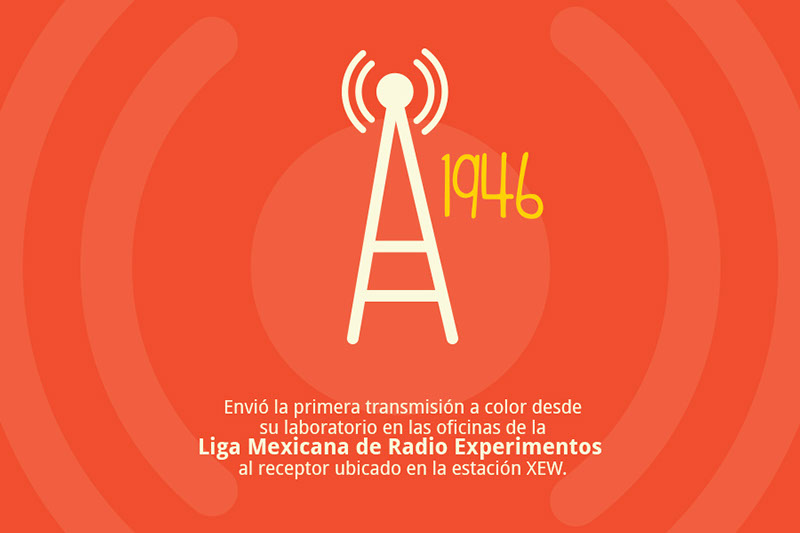 1946
Envió la primera transmisión a color desde
su laboratorio en las oficinas de la
Liga Mexicana de Radio Experimentos
al receptor ubicado en la estación XEW.